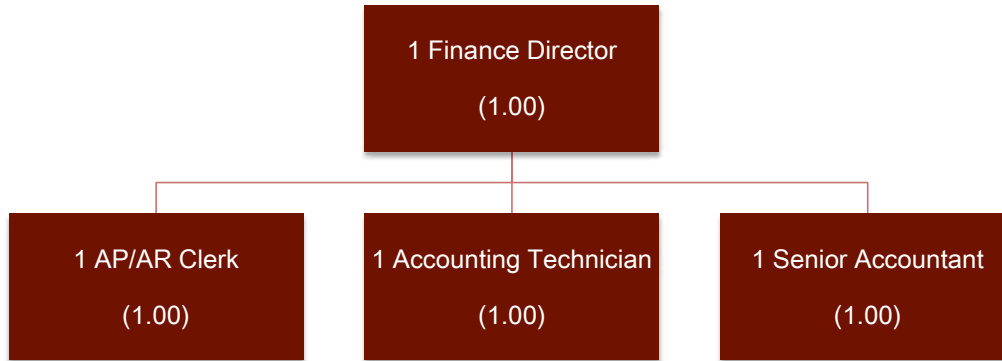 1 Finance Director
(1.00)
1 AP/AR Clerk
(1.00)
1 Accounting Technician
(1.00)
1 Senior Accountant
(1.00)